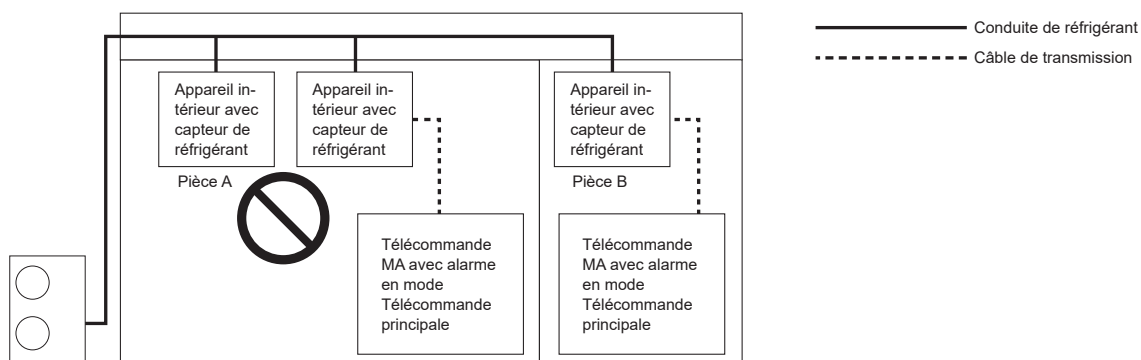 Conduite de réfrigérant
Câble de transmission
Appareil in-
térieur avec
capteur de
réfrigérant
Appareil in-
térieur avec
capteur de
réfrigérant
Appareil in-
térieur avec
capteur de
réfrigérant
Pièce A
Pièce B
Télécommande
MA avec alarme
en mode
Télécommande
principale
Télécommande
MA avec alarme
en mode
Télécommande
principale